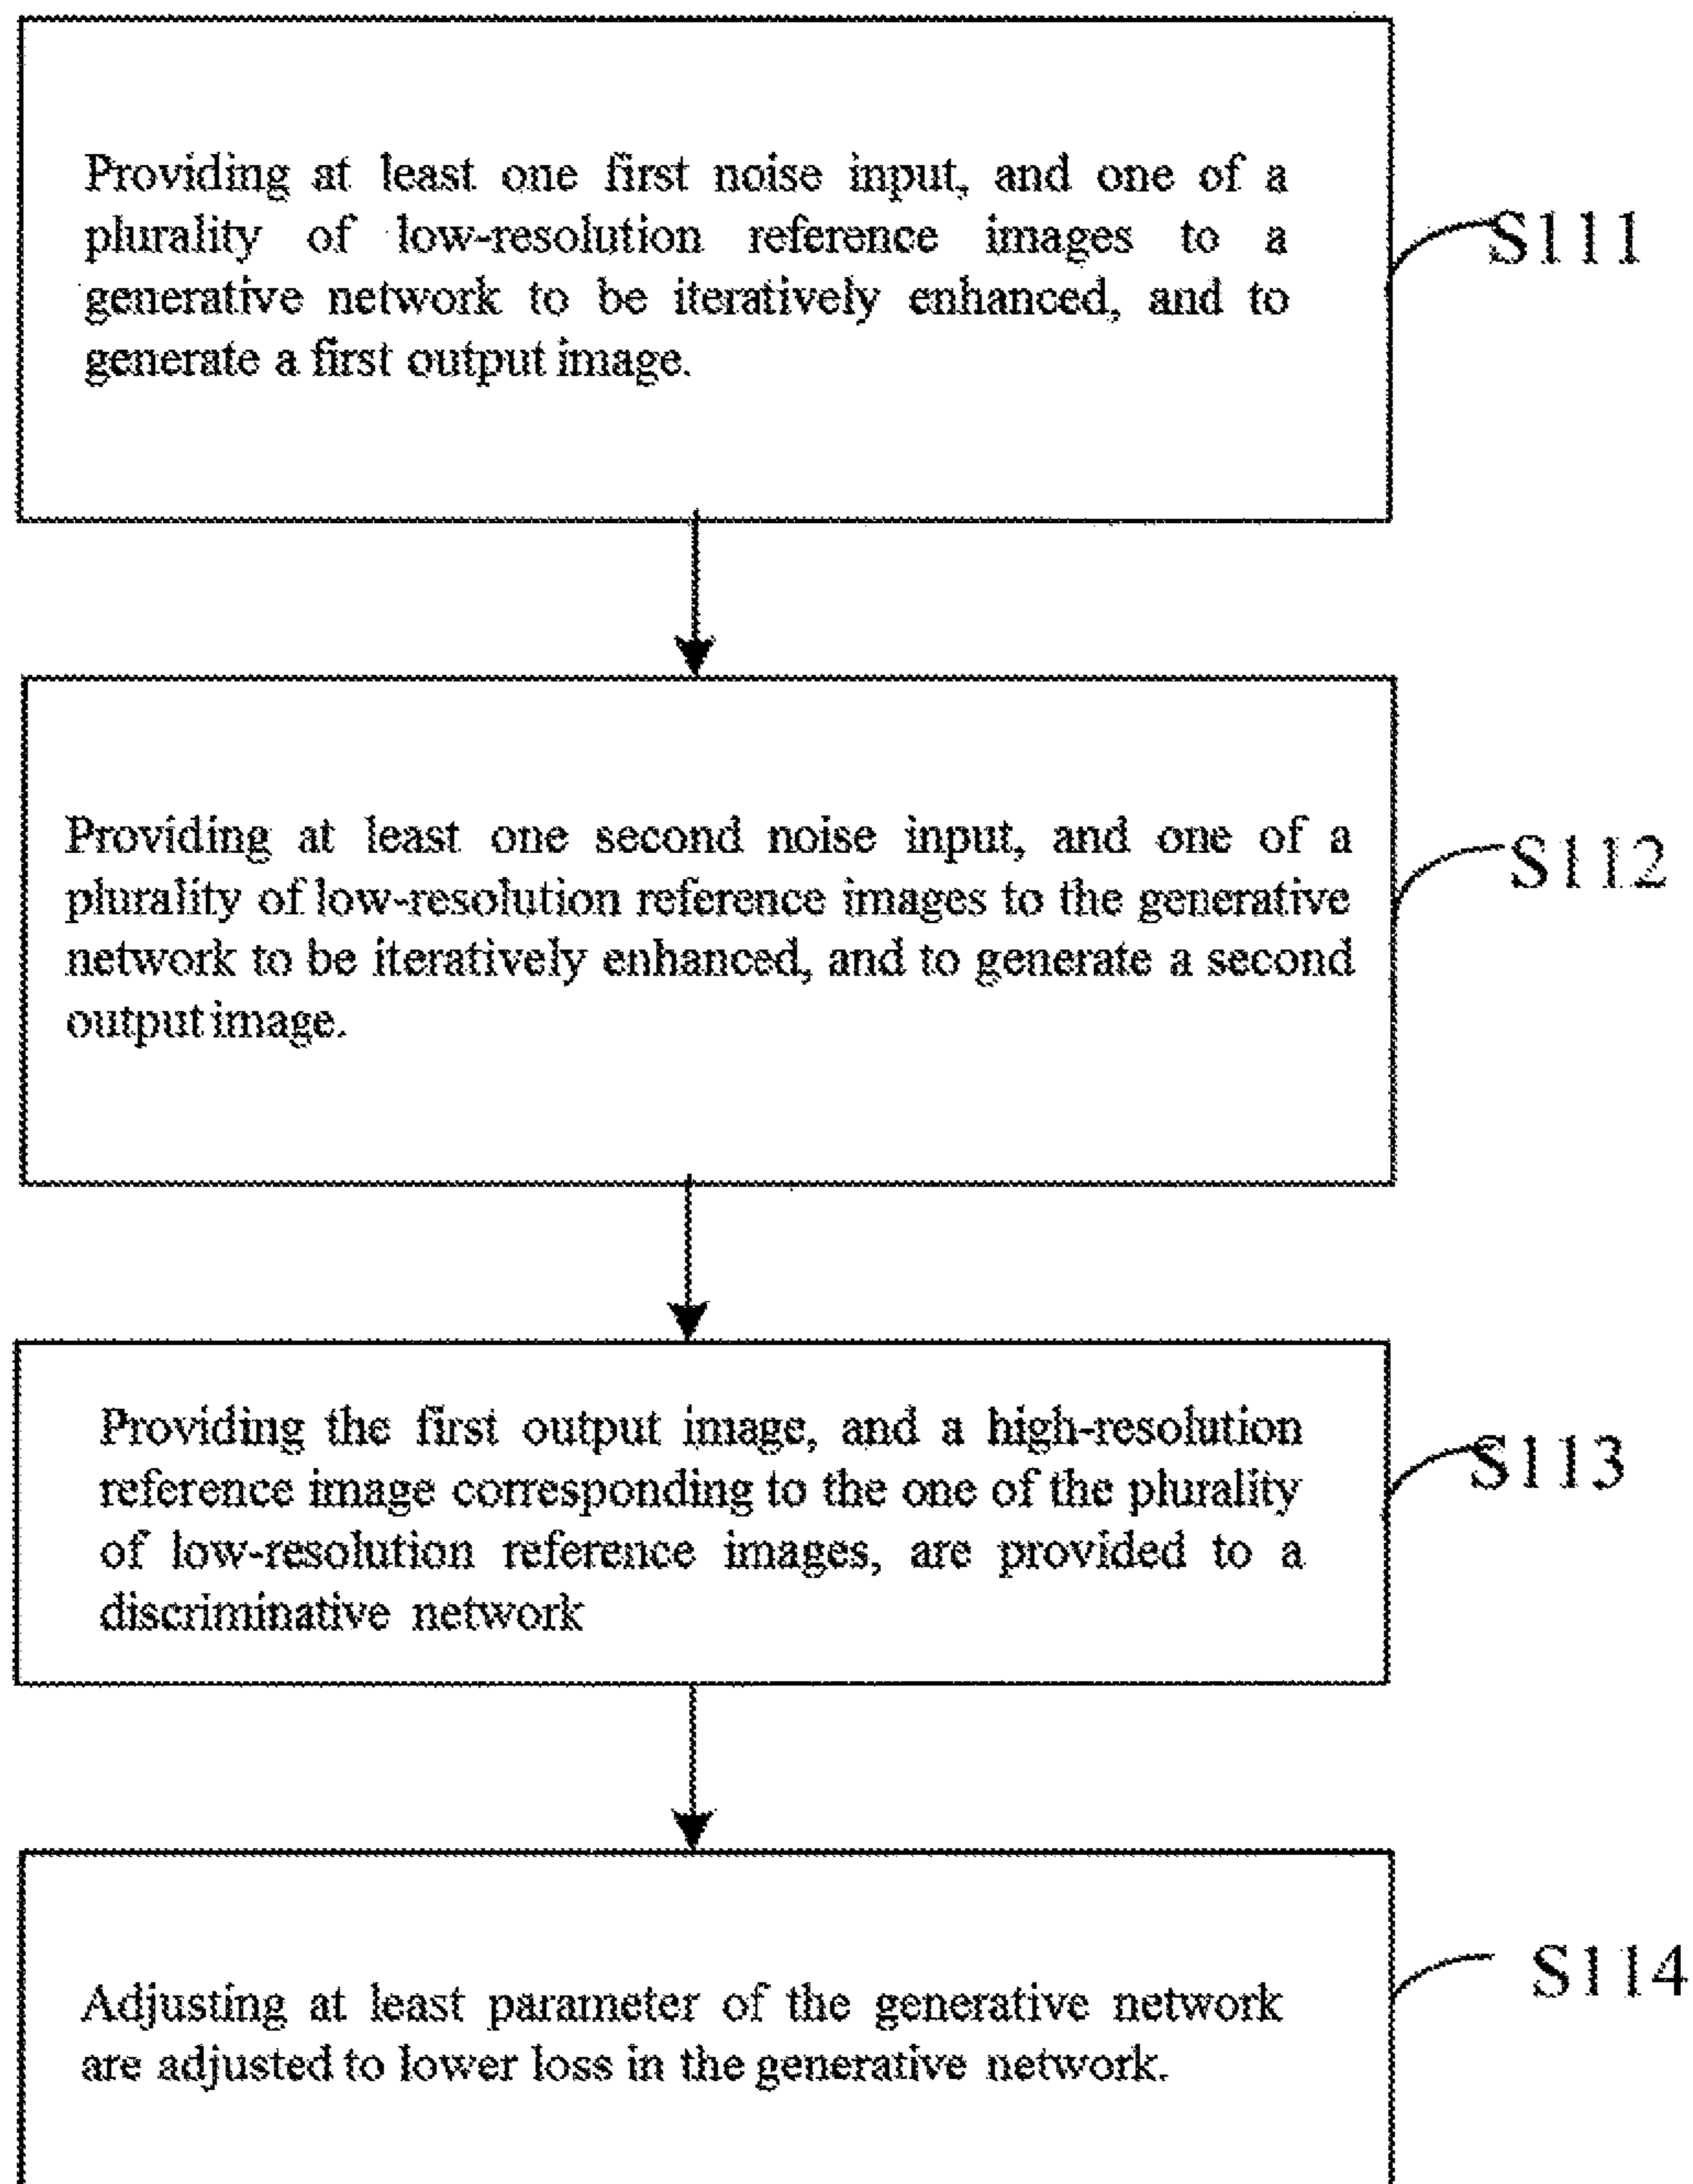 Providing at least one first noise input, and one of a
plurality of low-resolution reference images to a
generative network to be iteratively enhanced, and to
generate a first output image.
S111
Providing at least one second noise input, and one of a
plurality of low-resolution reference images to the generative
network to be iteratively enhanced, and to generate a second
output image.
S112
Providing the first output image, and a high-resolution
reference image corresponding to the one of the plurality
of low-resolution reference images, are provided to a
discriminative network
S113
Adjusting at least parameter of the generative network
are adjusted to lower loss in the generative network.
S114